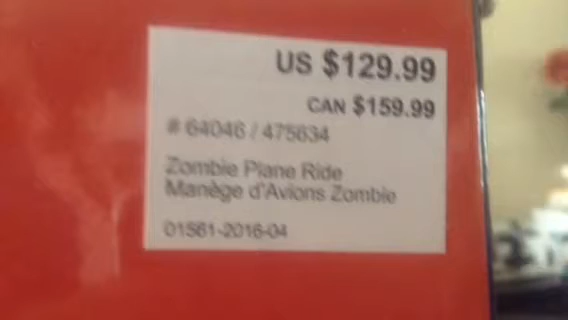 US $129.99
CAN $159.99
# 64046 / 475634
Zombie Plane Ride
Manège d'Avions Zombie
01561-2016-04